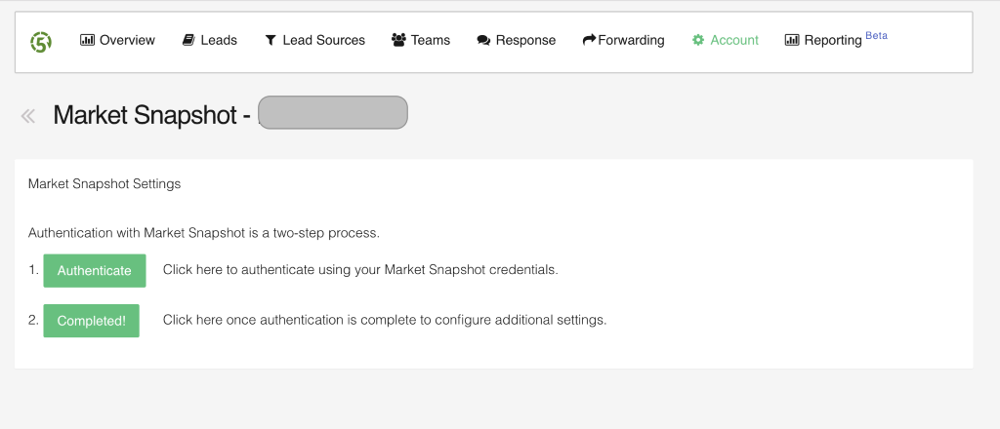 5 Overview Leads Lead Sources Teams Response Forwarding Account Reporting Beta
Market Snapshot -
Market Snapshot Settings
Authentication with Market Snapshot is a two-step process.
1. Authenticate Click here to authenticate using your Market Snapshot credentials.
2. Completed! Click here once authentication is complete to configure additional settings.